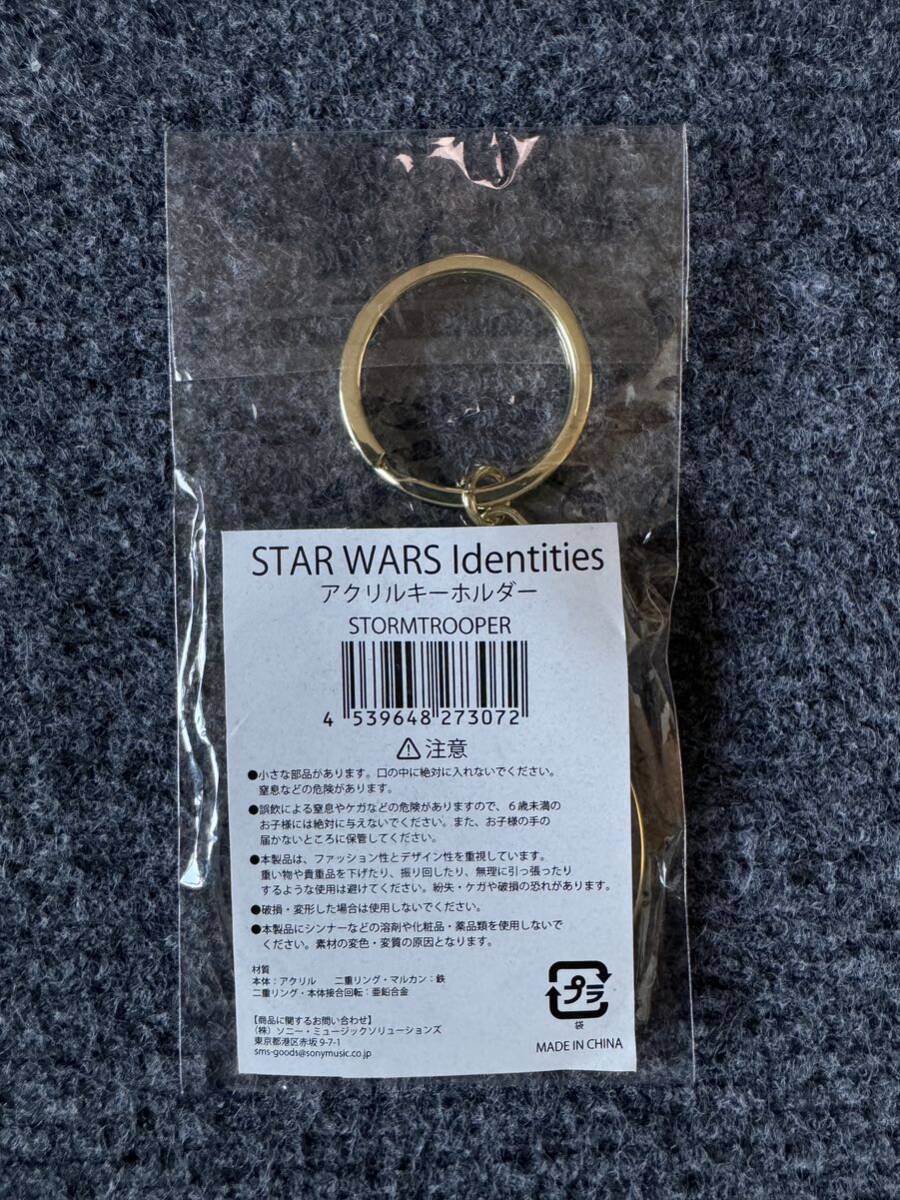 STAR WARS Identities
アクリルキーホルダー
STORMTROOPER
4 539648 273072
⚠注意
●小さな部品があります。口の中に絶対に入れないでください。
窒息などの危険があります。
●誤飲による窒息やケガなどの危険がありますので、6歳未満の
お子様には絶対に与えないでください。また、お子様の手の
届かないところに保管してください。
●本製品は、ファッション性とデザイン性を重視しています。
重い物や貴重品を下げたり、振り回したり、無理に引っ張ったり
するような使用は避けてください。紛失・ケガや破損の恐れがあります。
●破損・変形した場合は使用しないでください。
●本製品にシンナーなどの溶剤や化粧品・薬品類を使用しないで
ください。素材の変色・変質の原因となります。
材質
本体:アクリル 二重リング・マルカン:鉄
二重リング・本体接合回転:亜鉛合金
【商品に関するお問い合わせ】
(株)ソニー・ミュージックソリューションズ
東京都港区赤坂9-7-1
sms-goods@sonymusic.co.jp
プラ
袋
MADE IN CHINA